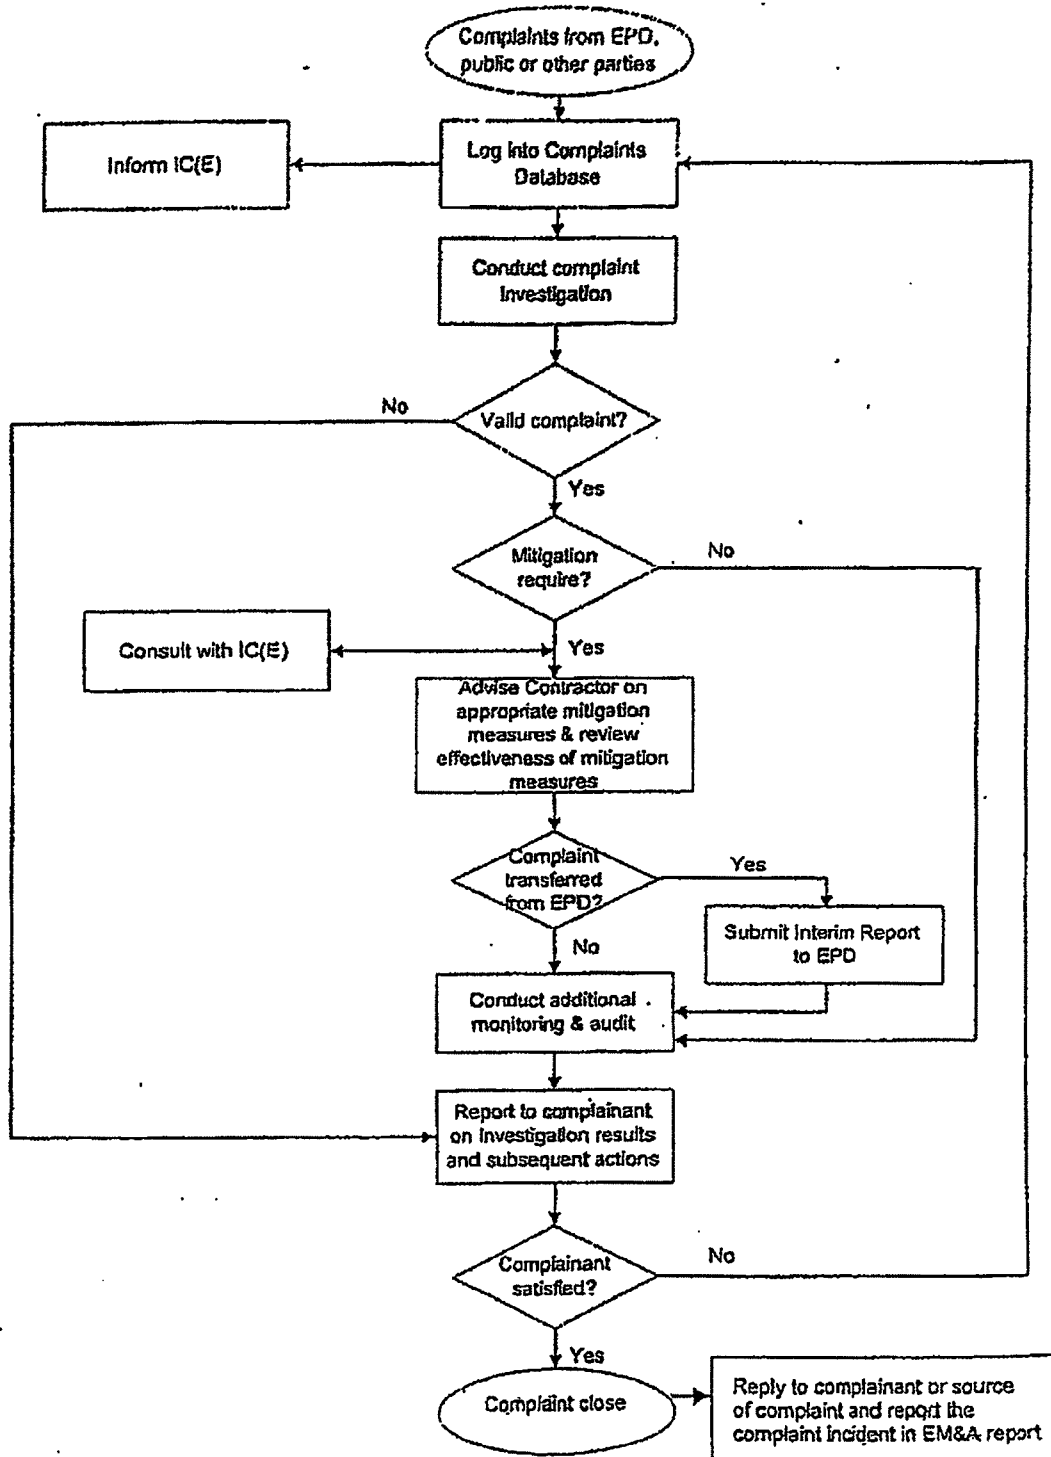 Complaints from EPD,
public or other parties
Inform IC(E)
Log into Complaints
Database
Conduct complaint
Investigation
No
Valid complaint?
Yes
Mitigation
require?
No
Consult with IC(E)
Yes
Advise Contractor on
appropriate mitigation
measures & review
effectiveness of mitigation
measures
Complaint
transferred
from EPD?
Yes
Submit Interim Report
to EPD
No
Conduct additional
monitoring & audit
Report to complainant
on investigation results
and subsequent actions
Complainant
satisfied?
No
Yes
Complaint close
Reply to complainant or source
of complaint and report the
complaint incident in EM&A report